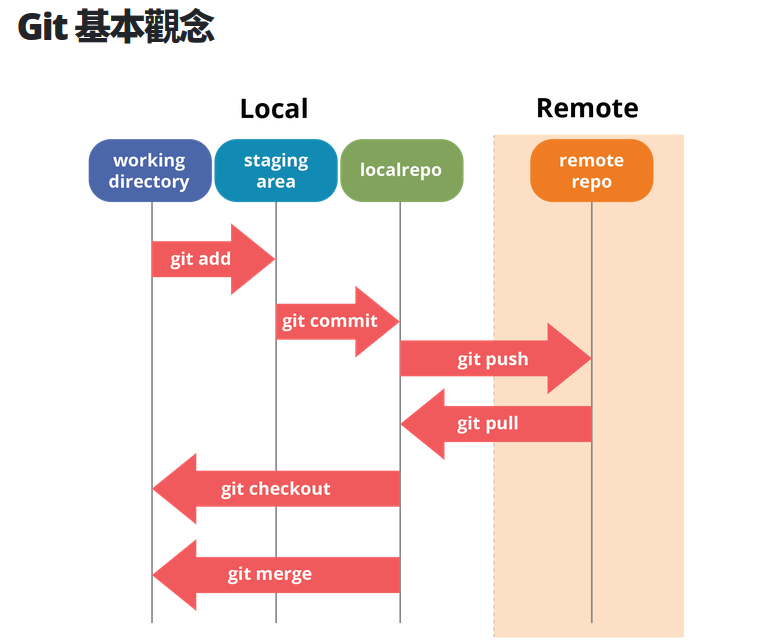 Git 基本觀念
Local
Remote
working
directory
staging
area
localrepo
remote
repo
git add
git commit
git push
git pull
git checkout
git merge